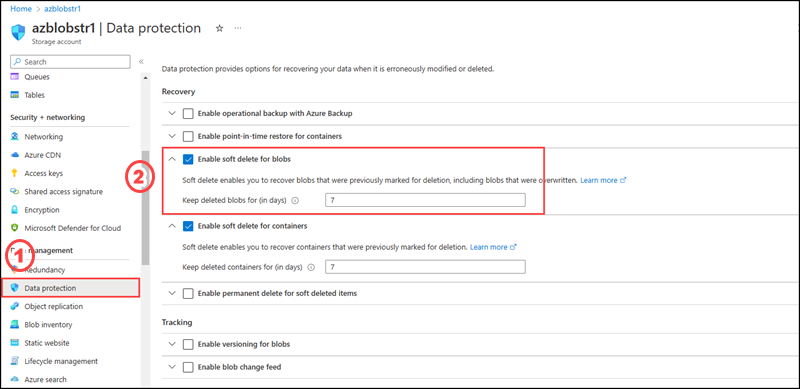 Home > azblobstr1 >
azblobstr1 | Data protection
Storage account
Search
Queues
Tables
Security + networking
Networking
Azure CDN
Access keys
Shared access signature
Encryption
Microsoft Defender for Cloud
1
management
Redundancy
Data protection
Object replication
Blob inventory
Static website
Lifecycle management
Azure search
Data protection provides options for recovering your data when it is erroneously modified or deleted.
Recovery
Enable operational backup with Azure Backup
Enable point-in-time restore for containers
2
Enable soft delete for blobs
Soft delete enables you to recover blobs that were previously marked for deletion, including blobs that were overwritten. Learn more
Keep deleted blobs for (in days) 7
Enable soft delete for containers
Soft delete enables you to recover containers that were previously marked for deletion. Learn more
Keep deleted containers for (in days) 7
Enable permanent delete for soft deleted items
Tracking
Enable versioning for blobs
Enable blob change feed